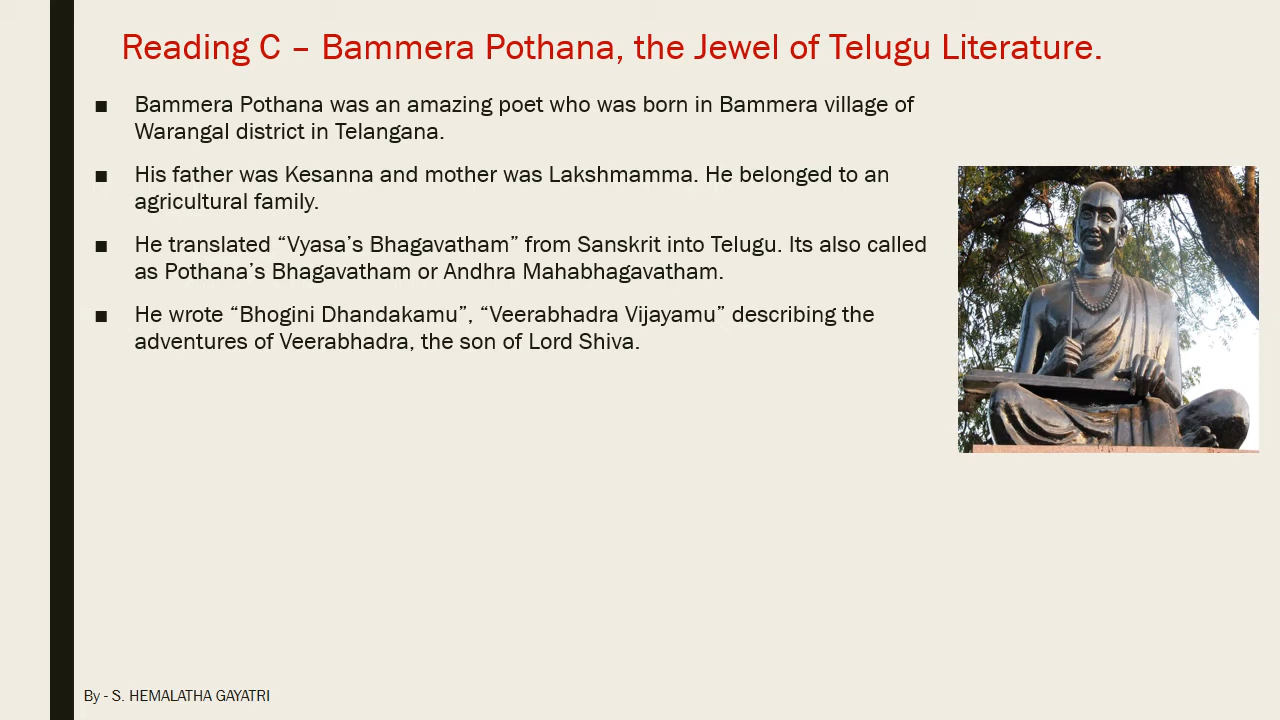 Reading C – Bammera Pothana, the Jewel of Telugu Literature.
■ Bammera Pothana was an amazing poet who was born in Bammera village of
Warangal district in Telangana.
■ His father was Kesanna and mother was Lakshmamma. He belonged to an
agricultural family.
■ He translated “Vyasa’s Bhagavatham” from Sanskrit into Telugu. Its also called
as Pothana’s Bhagavatham or Andhra Mahabhagavatham.
■ He wrote “Bhogini Dhandakamu”, “Veerabhadra Vijayamu” describing the
adventures of Veerabhadra, the son of Lord Shiva.
By - S. HEMALATHA GAYATRI